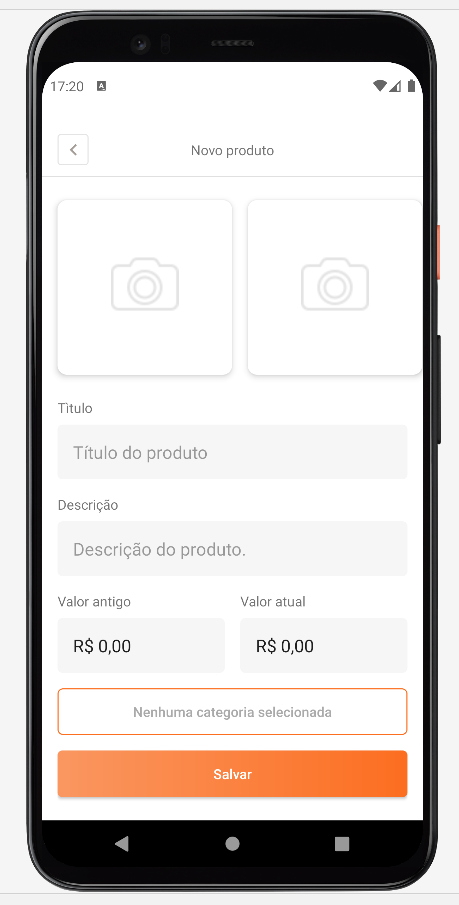 17:20 A
Novo produto
Título
Título do produto
Descrição
Descrição do produto.
Valor antigo Valor atual
R$ 0,00 R$ 0,00
Nenhuma categoria selecionada
Salvar